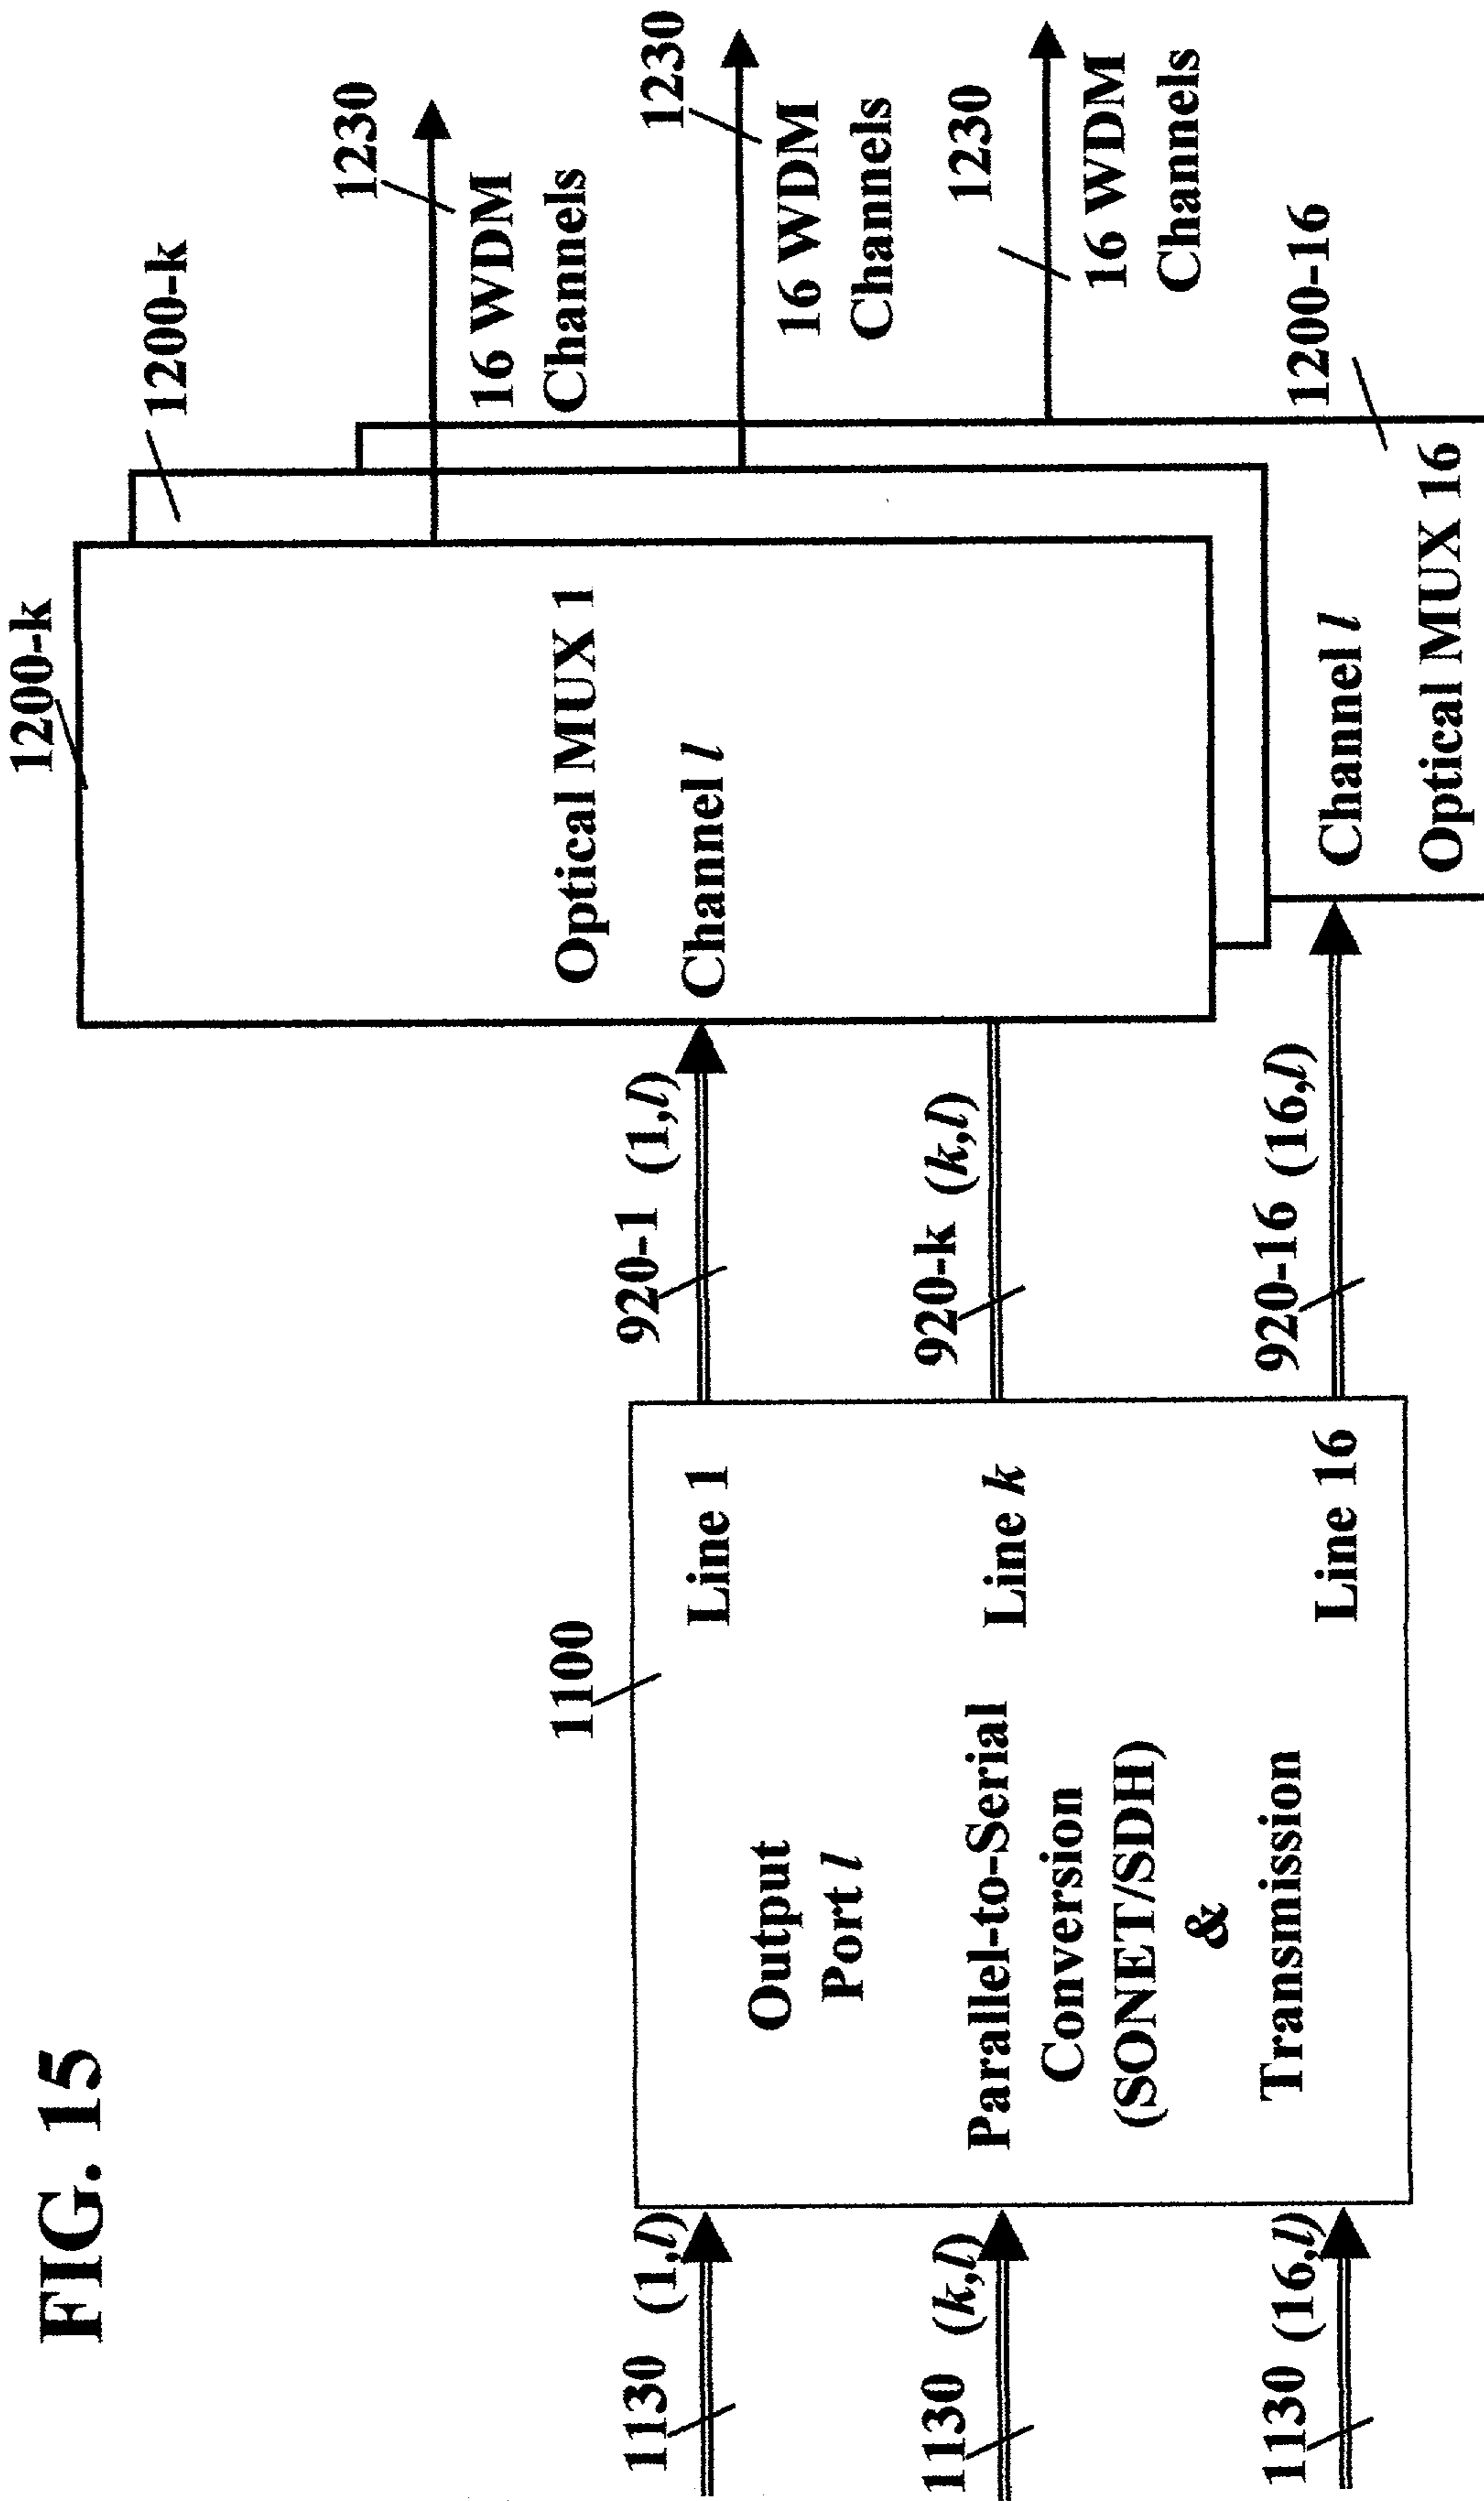 FIG. 15
1130 (1,l)
1130 (k,l)
1130 (16,l)
1100
Output
Port l
Parallel-to-Serial
Conversion
(SONET/SDH)
&
Transmission
Line 1
Line k
Line 16
920-1 (1,l)
920-k (k,l)
920-16 (16,l)
1200-k
Optical MUX 1
Channel l
1200-k
Channel l
Optical MUX 16
1200-16
1230
16 WDM
Channels
1230
16 WDM
Channels
1230
16 WDM
Channels